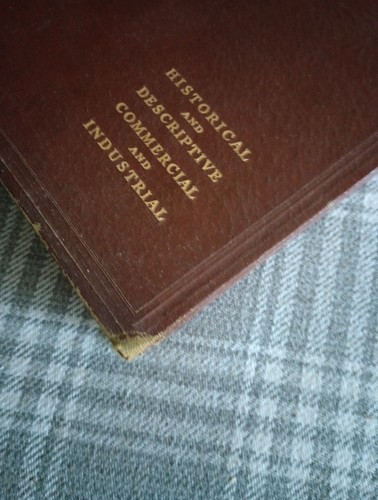 HISTORICAL
AND
DESCRIPTIVE
COMMERCIAL
AND
INDUSTRIAL